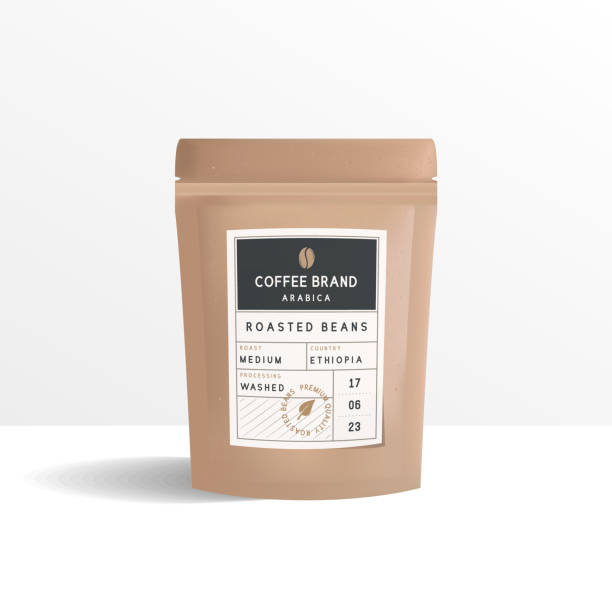 COFFEE BRAND
ARABICA
ROASTED BEANS
ROAST
MEDIUM
COUNTRY
ETHIOPIA
PROCESSING
WASHED
PREMIUM QUALITY ROASTED BEANS
17
06
23